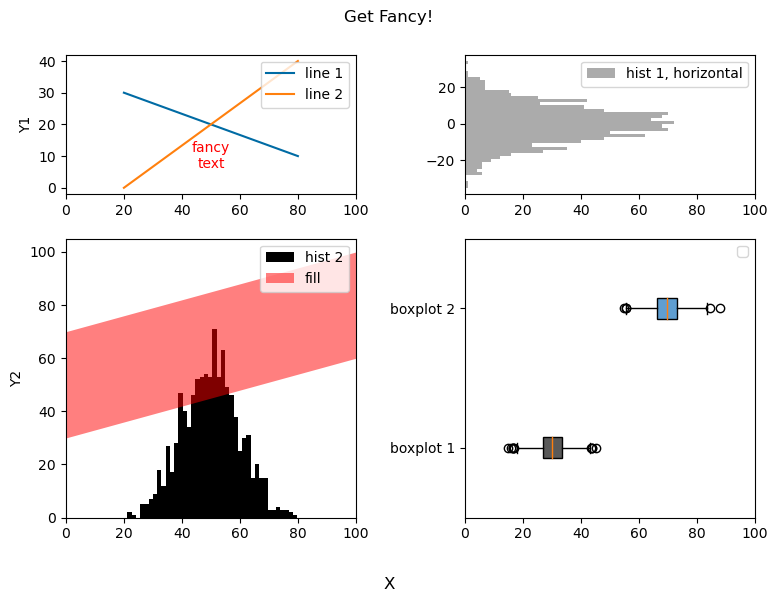 Get Fancy!
Y1
40
30
20
10
0
line 1
line 2
fancy
text
0 20 40 60 80 100
20
0
−20
hist 1, horizontal
0 20 40 60 80 100
Y2
100
80
60
40
20
0
hist 2
fill
0 20 40 60 80 100
boxplot 2
boxplot 1
0 20 40 60 80 100
X